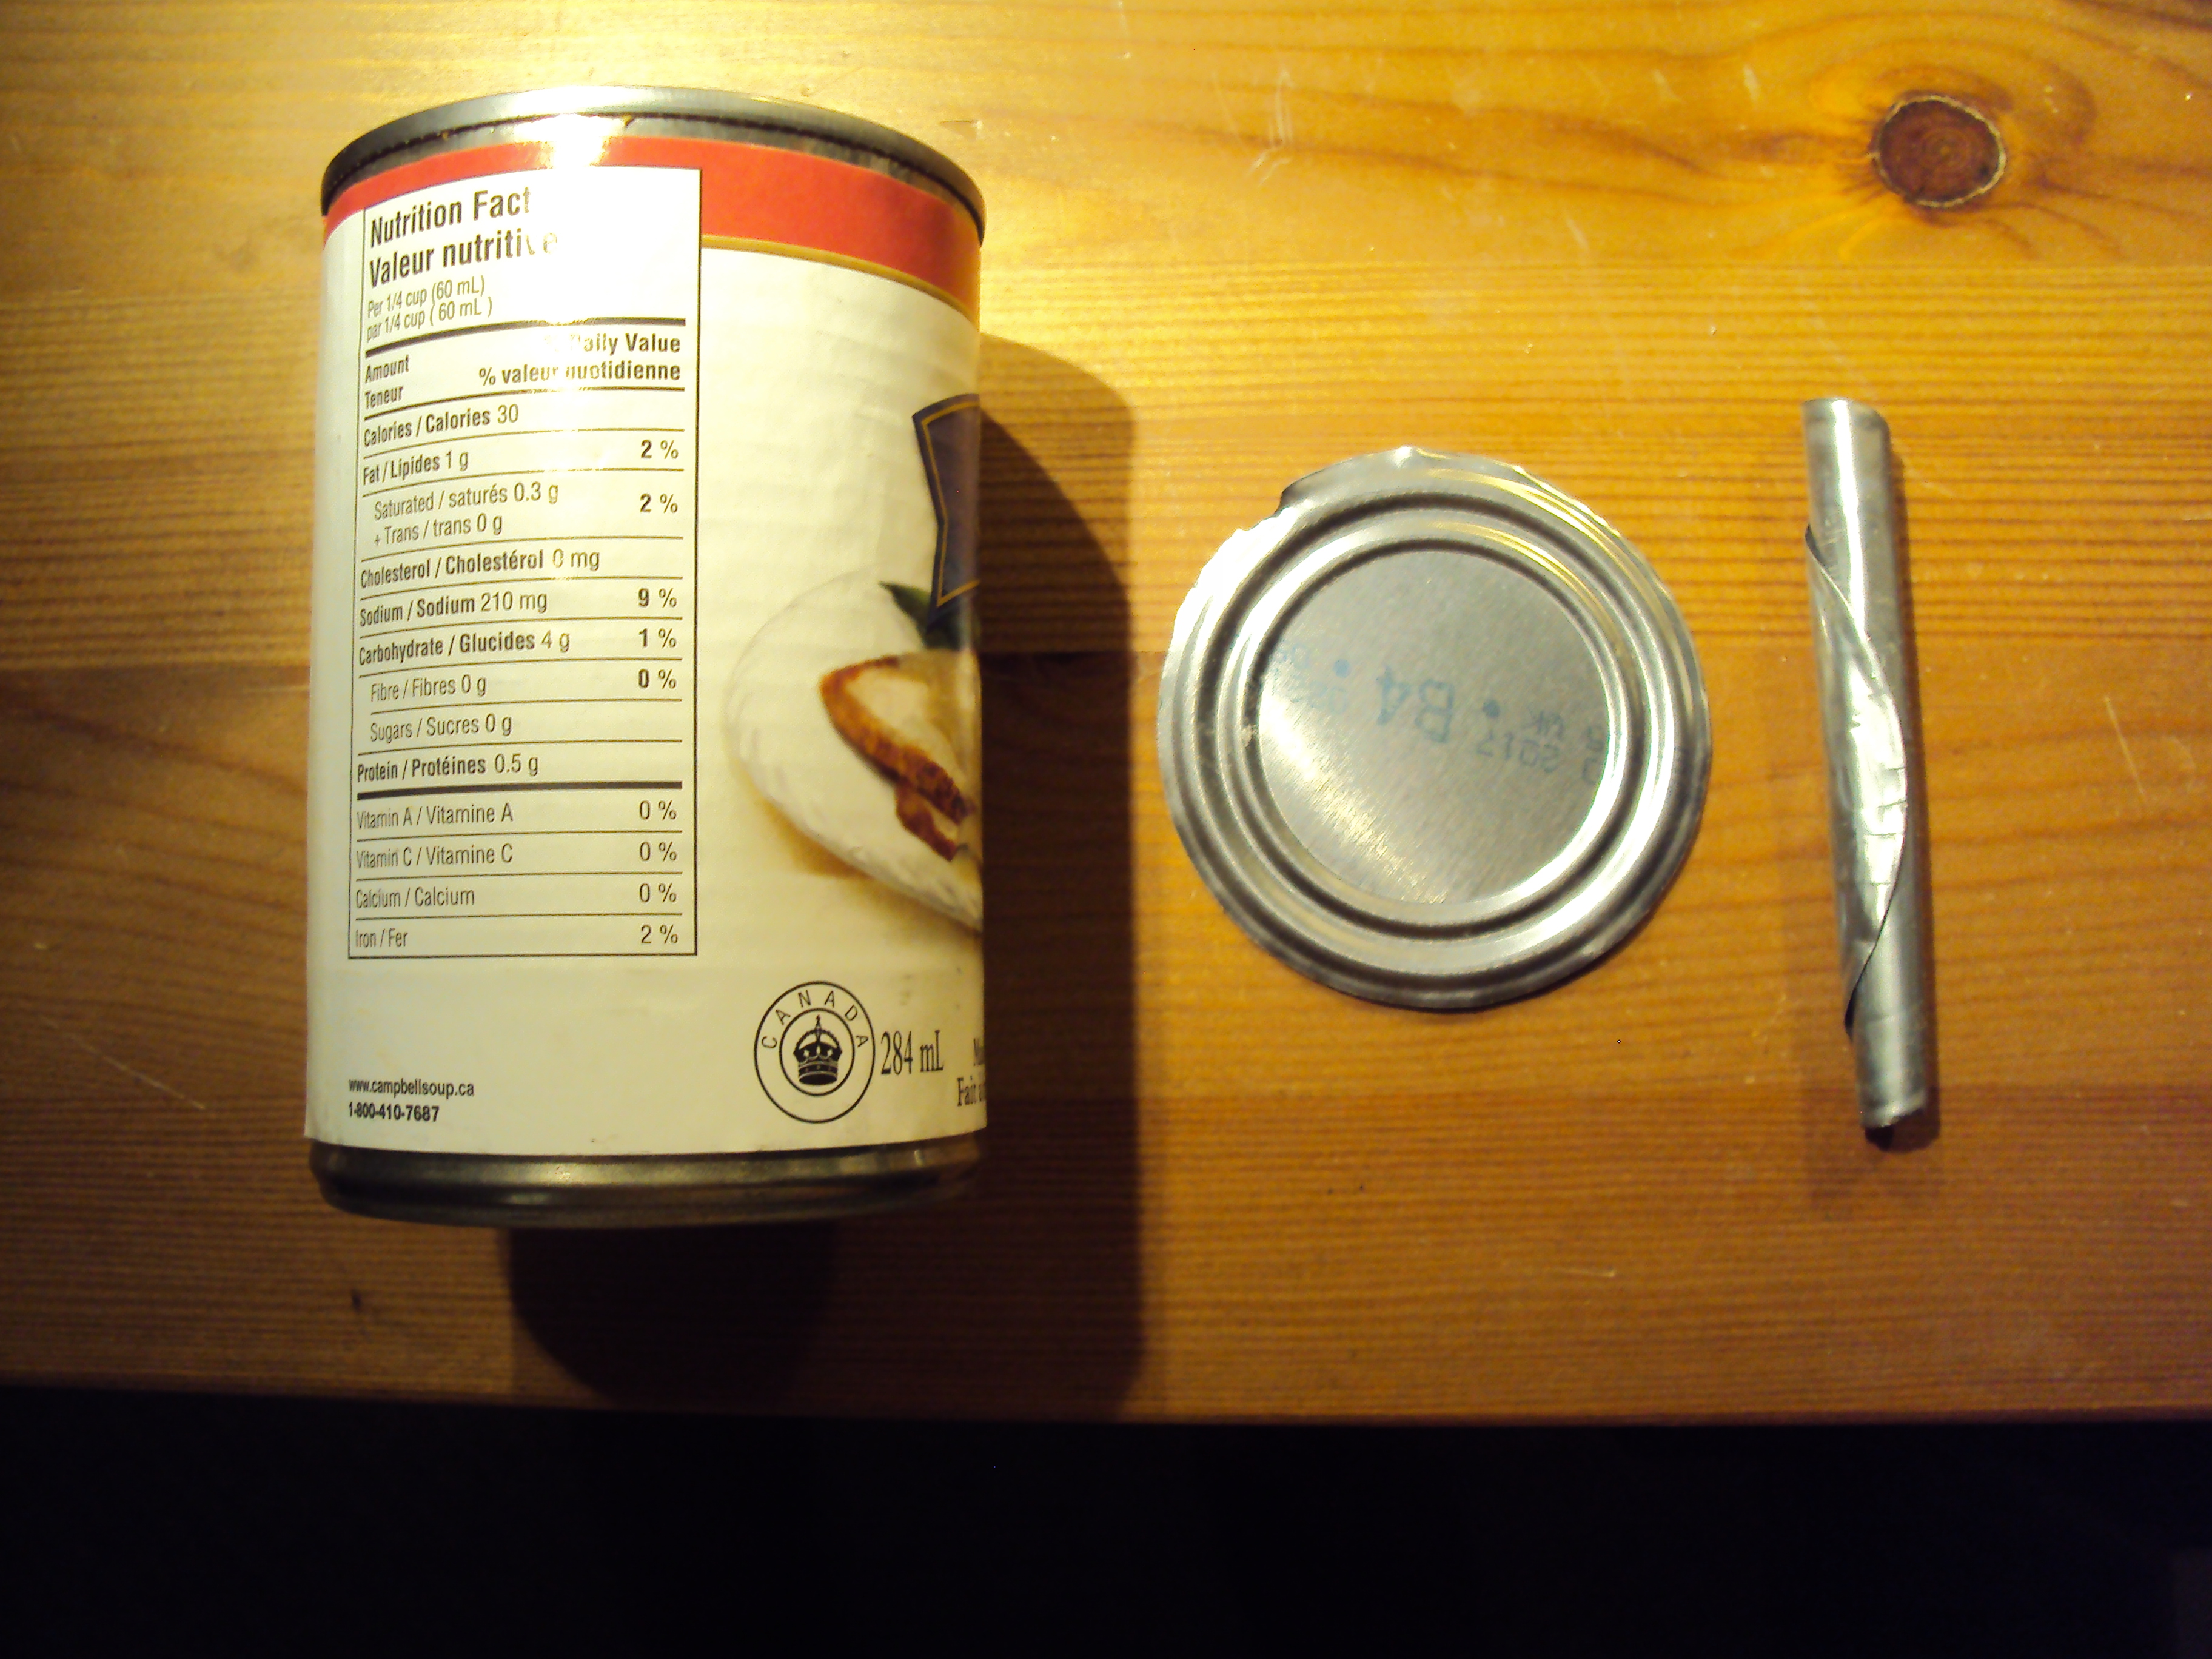 Nutrition Fact
Valeur nutritive
Per 1/4 cup (60 mL)
par 1/4 cup ( 60 mL )
Amount
Daily Value
Teneur
% valeur quotidienne
Calories / Calories 30
Fat / Lipides 1 g 2 %
Saturated / saturés 0.3 g
+ Trans / trans 0 g 2 %
Cholesterol / Cholestérol 0 mg
Sodium / Sodium 210 mg 9 %
Carbohydrate / Glucides 4 g 1 %
Fibre / Fibres 0 g 0 %
Sugars / Sucres 0 g
Protein / Protéines 0.5 g
Vitamin A / Vitamine A 0 %
Vitamin C / Vitamine C 0 %
Calcium / Calcium 0 %
Iron / Fer 2 %
www.campbellsoup.ca
1-800-410-7687
CANADA
284 mL
Fait
B4